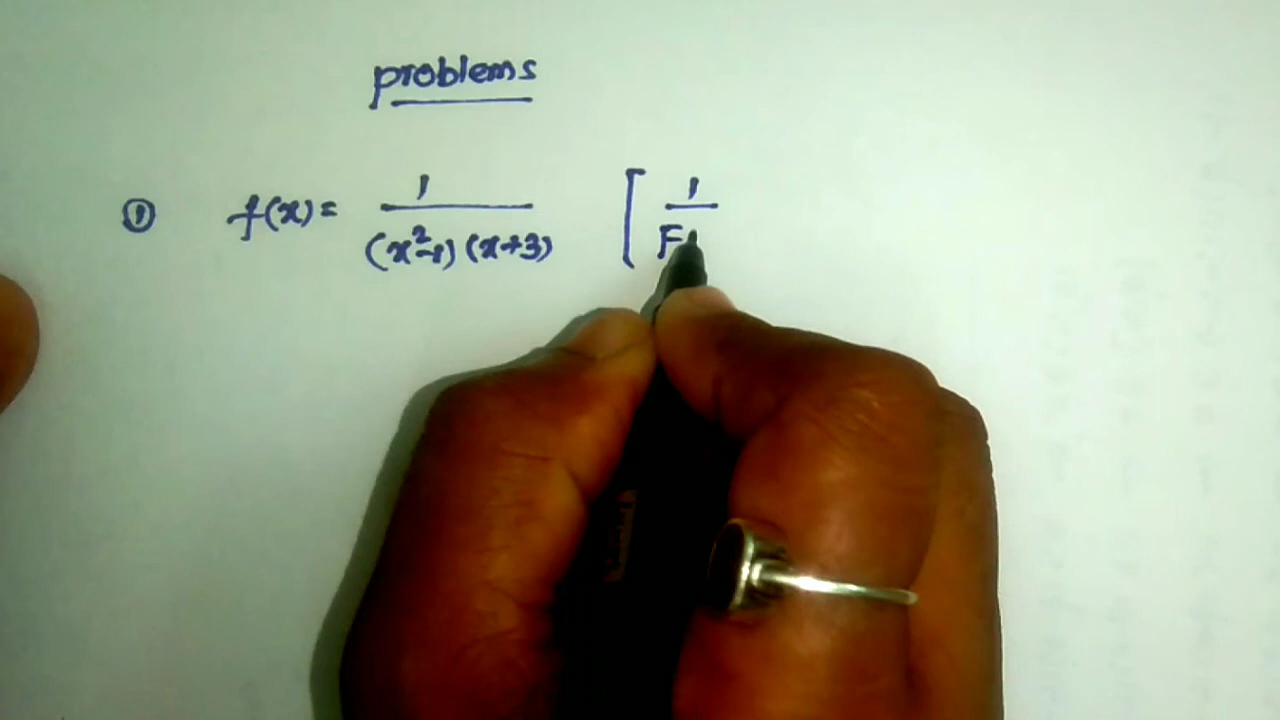 problems
① f(x) = 1 / (x²-1) (x+3) [ 1 / F